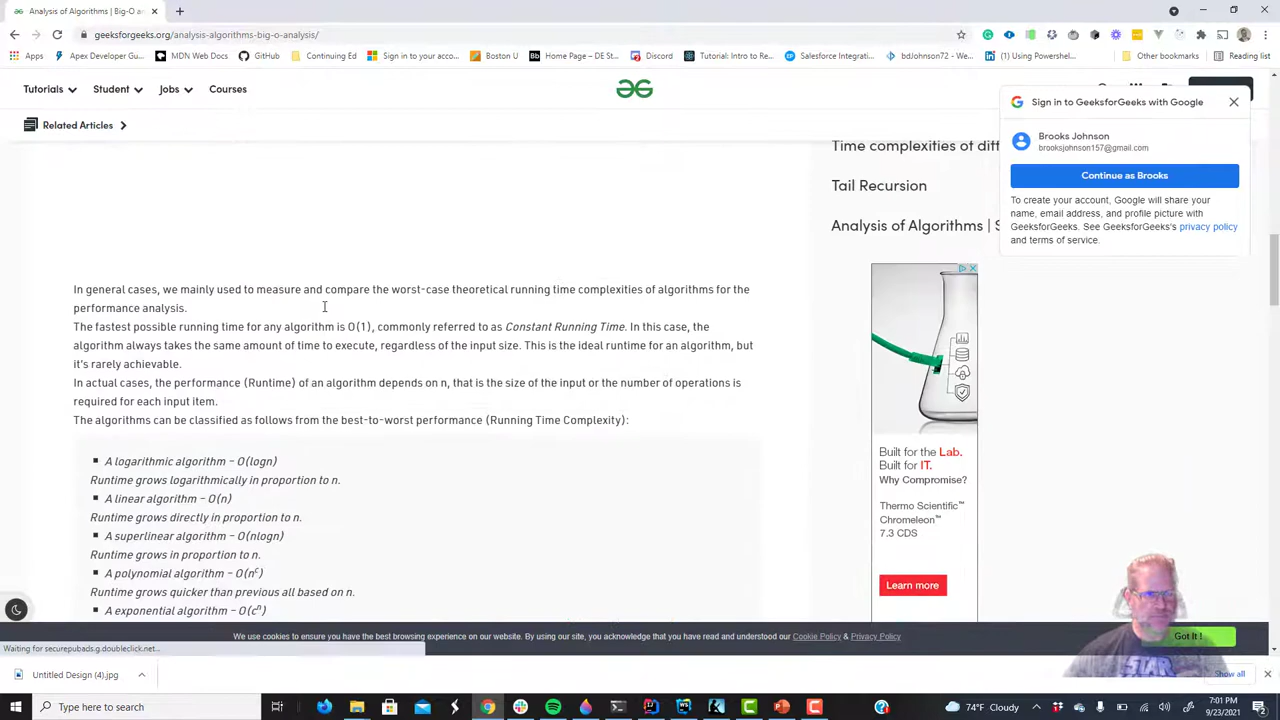 Analysis of Algorithms | Big-O an
geeksforgeeks.org/analysis-algorithms-big-o-analysis/
Apps
Apex Developer Gu...
MDN Web Docs
GitHub
Continuing Ed
Sign in to your acco...
Boston U
Home – DE St...
Discord
Tutorial: Intro to Re...
Salesforce Integrati...
bdJohnson72 - We...
(1) Using Powershel...
Other bookmarks
Reading list
Tutorials
Student
Jobs
Courses
Related Articles
Sign in to GeeksforGeeks with Google
Brooks Johnson
brooksjohnson157@gmail.com
Continue as Brooks
To create your account, Google will share your
name, email address, and profile picture with
GeeksforGeeks. See GeeksforGeeks's privacy policy
and terms of service.
Time complexities of diff
Tail Recursion
Analysis of Algorithms | S
In general cases, we mainly used to measure and compare the worst-case theoretical running time complexities of algorithms for the
performance analysis.
The fastest possible running time for any algorithm is O(1), commonly referred to as Constant Running Time. In this case, the
algorithm always takes the same amount of time to execute, regardless of the input size. This is the ideal runtime for an algorithm, but
it's rarely achievable.
In actual cases, the performance (Runtime) of an algorithm depends on n, that is the size of the input or the number of operations is
required for each input item.
The algorithms can be classified as follows from the best-to-worst performance (Running Time Complexity):
A logarithmic algorithm – O(logn)
Runtime grows logarithmically in proportion to n.
A linear algorithm – O(n)
Runtime grows directly in proportion to n.
A superlinear algorithm – O(nlogn)
Runtime grows in proportion to n.
A polynomial algorithm – O(nᶜ)
Runtime grows quicker than previous all based on n.
A exponential algorithm – O(cⁿ)
Built for the Lab.
Built for IT.
Why Compromise?
Thermo Scientific™
Chromeleon™
7.3 CDS
Learn more
We use cookies to ensure you have the best browsing experience on our website. By using our site, you acknowledge that you have read and understood our Cookie Policy & Privacy Policy
Got It !
Waiting for securepubads.g.doubleclick.net...
Untitled Design (4).jpg
Show all
Type here to search
74°F Cloudy
7:01 PM
9/23/2021